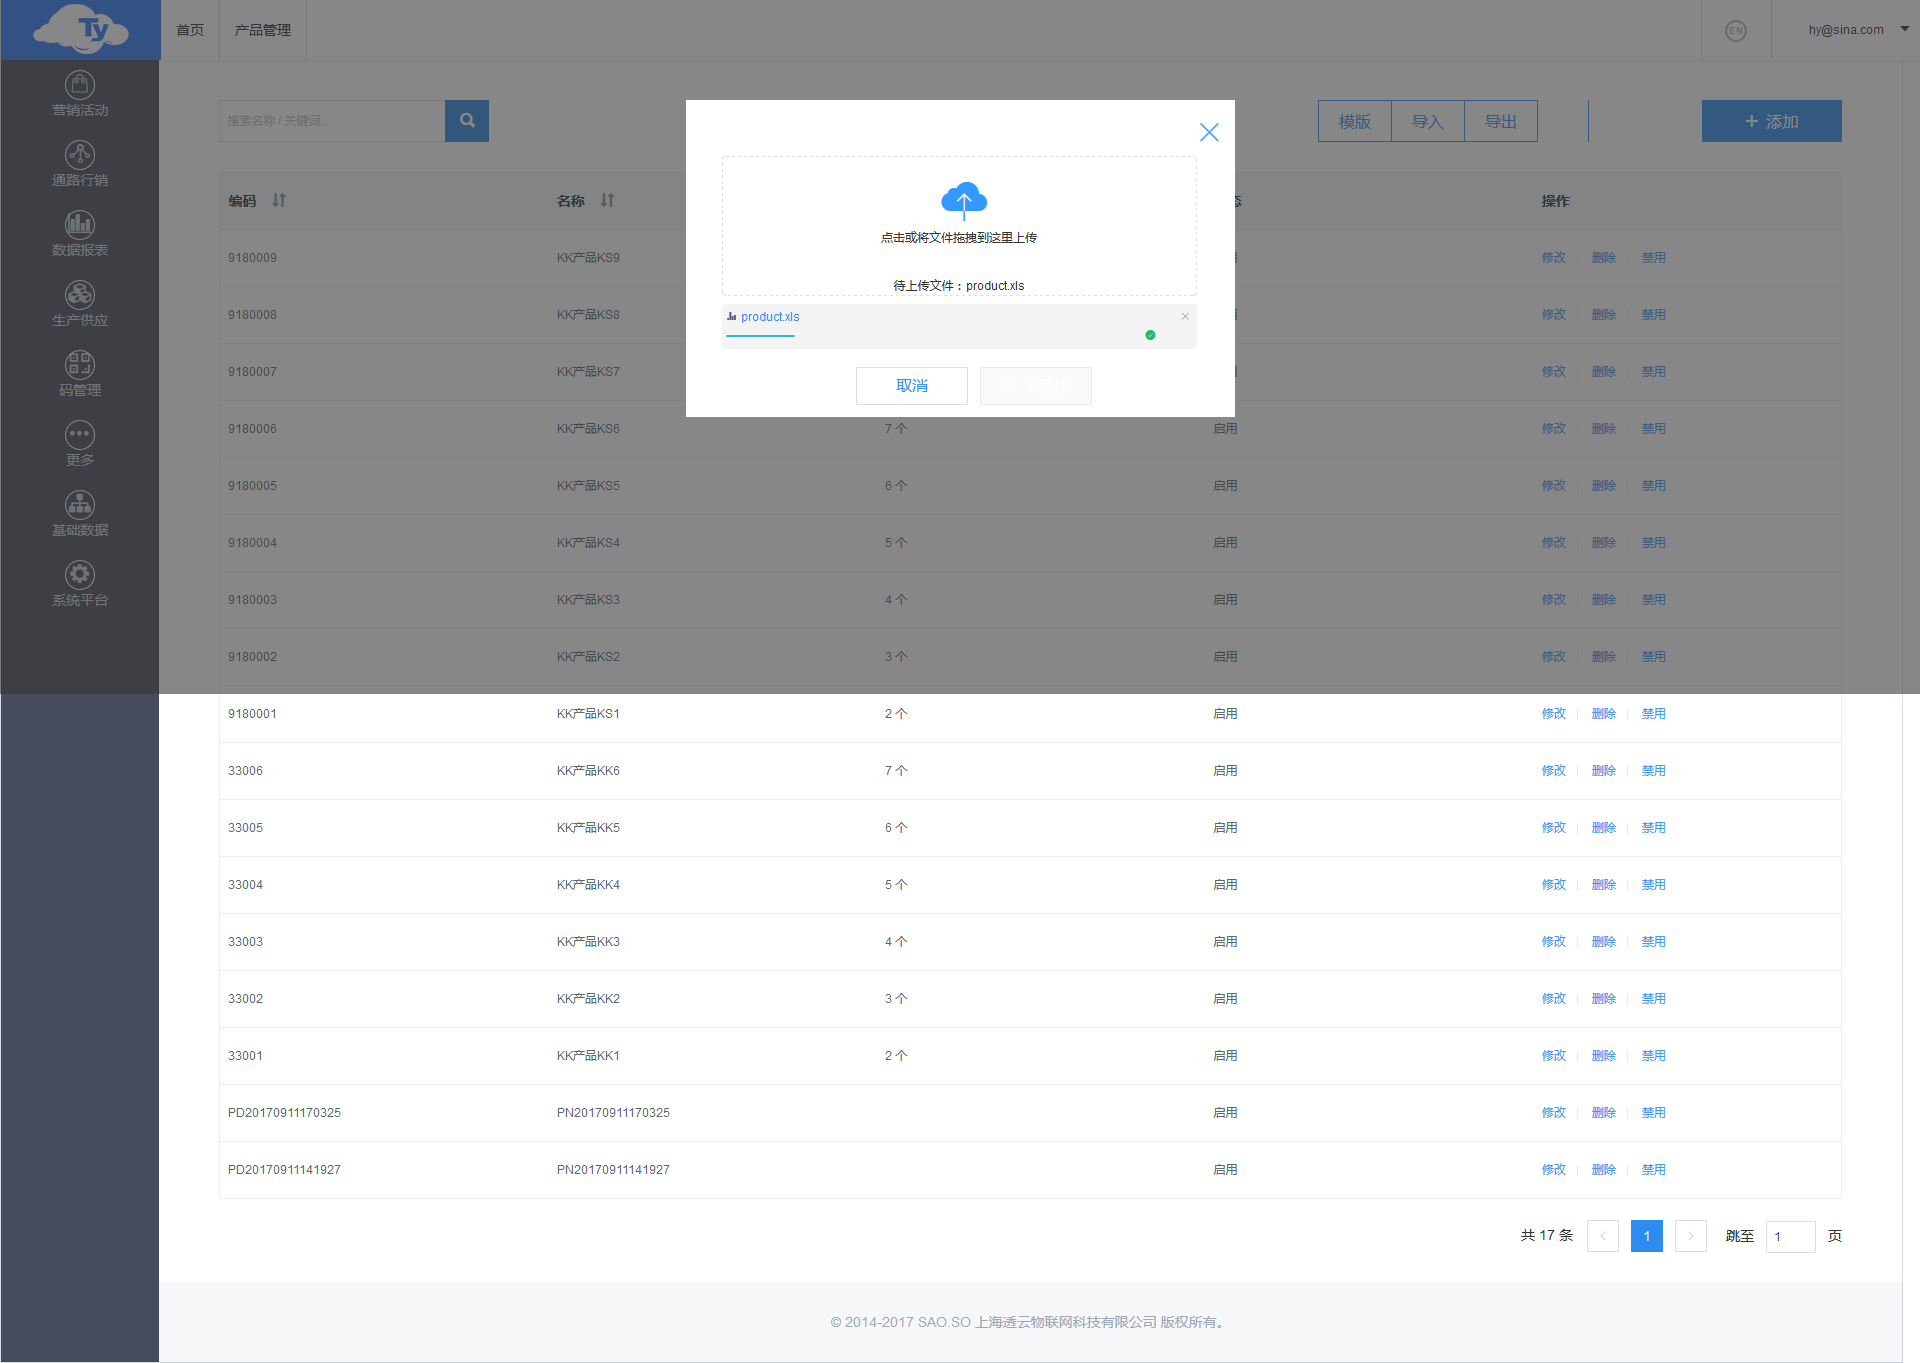 Ty
首页
产品管理
EN
hy@sina.com
营销活动
通路行销
数据报表
生产供应
码管理
更多
基础数据
系统平台
搜索名称 / 关键词...
模版
导入
导出
添加
点击或将文件拖拽到这里上传
待上传文件：product.xls
product.xls
取消
上传中
编码 名称 态 操作
9180009 KK产品KS9 修改 删除 禁用
9180008 KK产品KS8 修改 删除 禁用
9180007 KK产品KS7 修改 删除 禁用
9180006 KK产品KS6 7 个 启用 修改 删除 禁用
9180005 KK产品KS5 6 个 启用 修改 删除 禁用
9180004 KK产品KS4 5 个 启用 修改 删除 禁用
9180003 KK产品KS3 4 个 启用 修改 删除 禁用
9180002 KK产品KS2 3 个 启用 修改 删除 禁用
9180001 KK产品KS1 2 个 启用 修改 删除 禁用
33006 KK产品KK6 7 个 启用 修改 删除 禁用
33005 KK产品KK5 6 个 启用 修改 删除 禁用
33004 KK产品KK4 5 个 启用 修改 删除 禁用
33003 KK产品KK3 4 个 启用 修改 删除 禁用
33002 KK产品KK2 3 个 启用 修改 删除 禁用
33001 KK产品KK1 2 个 启用 修改 删除 禁用
PD20170911170325 PN20170911170325 启用 修改 删除 禁用
PD20170911141927 PN20170911141927 启用 修改 删除 禁用
共 17 条 1 跳至 1 页
© 2014-2017 SAO.SO 上海透云物联网科技有限公司 版权所有。